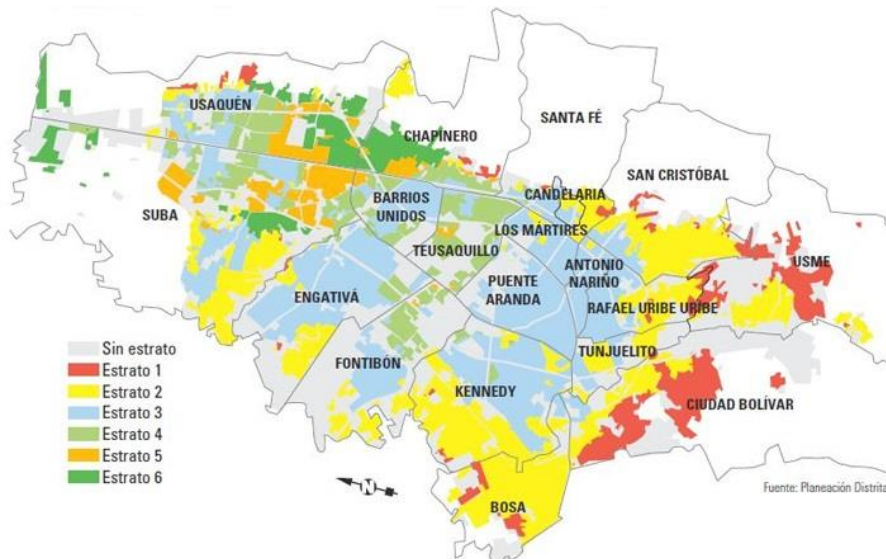 USAQUÉN
CHAPINERO
SANTA FÉ
SAN CRISTÓBAL
CANDELARIA
BARRIOS
UNIDOS
SUBA
LOS MÁRTIRES
TEUSAQUILLO
USME
ANTONIO
NARIÑO
PUENTE
ARANDA
ENGATIVÁ
RAFAEL URIBE URIBE
TUNJUELITO
FONTIBÓN
KENNEDY
CIUDAD BOLÍVAR
BOSA
Sin estrato
Estrato 1
Estrato 2
Estrato 3
Estrato 4
Estrato 5
Estrato 6
N
Fuente: Planeación Distrita